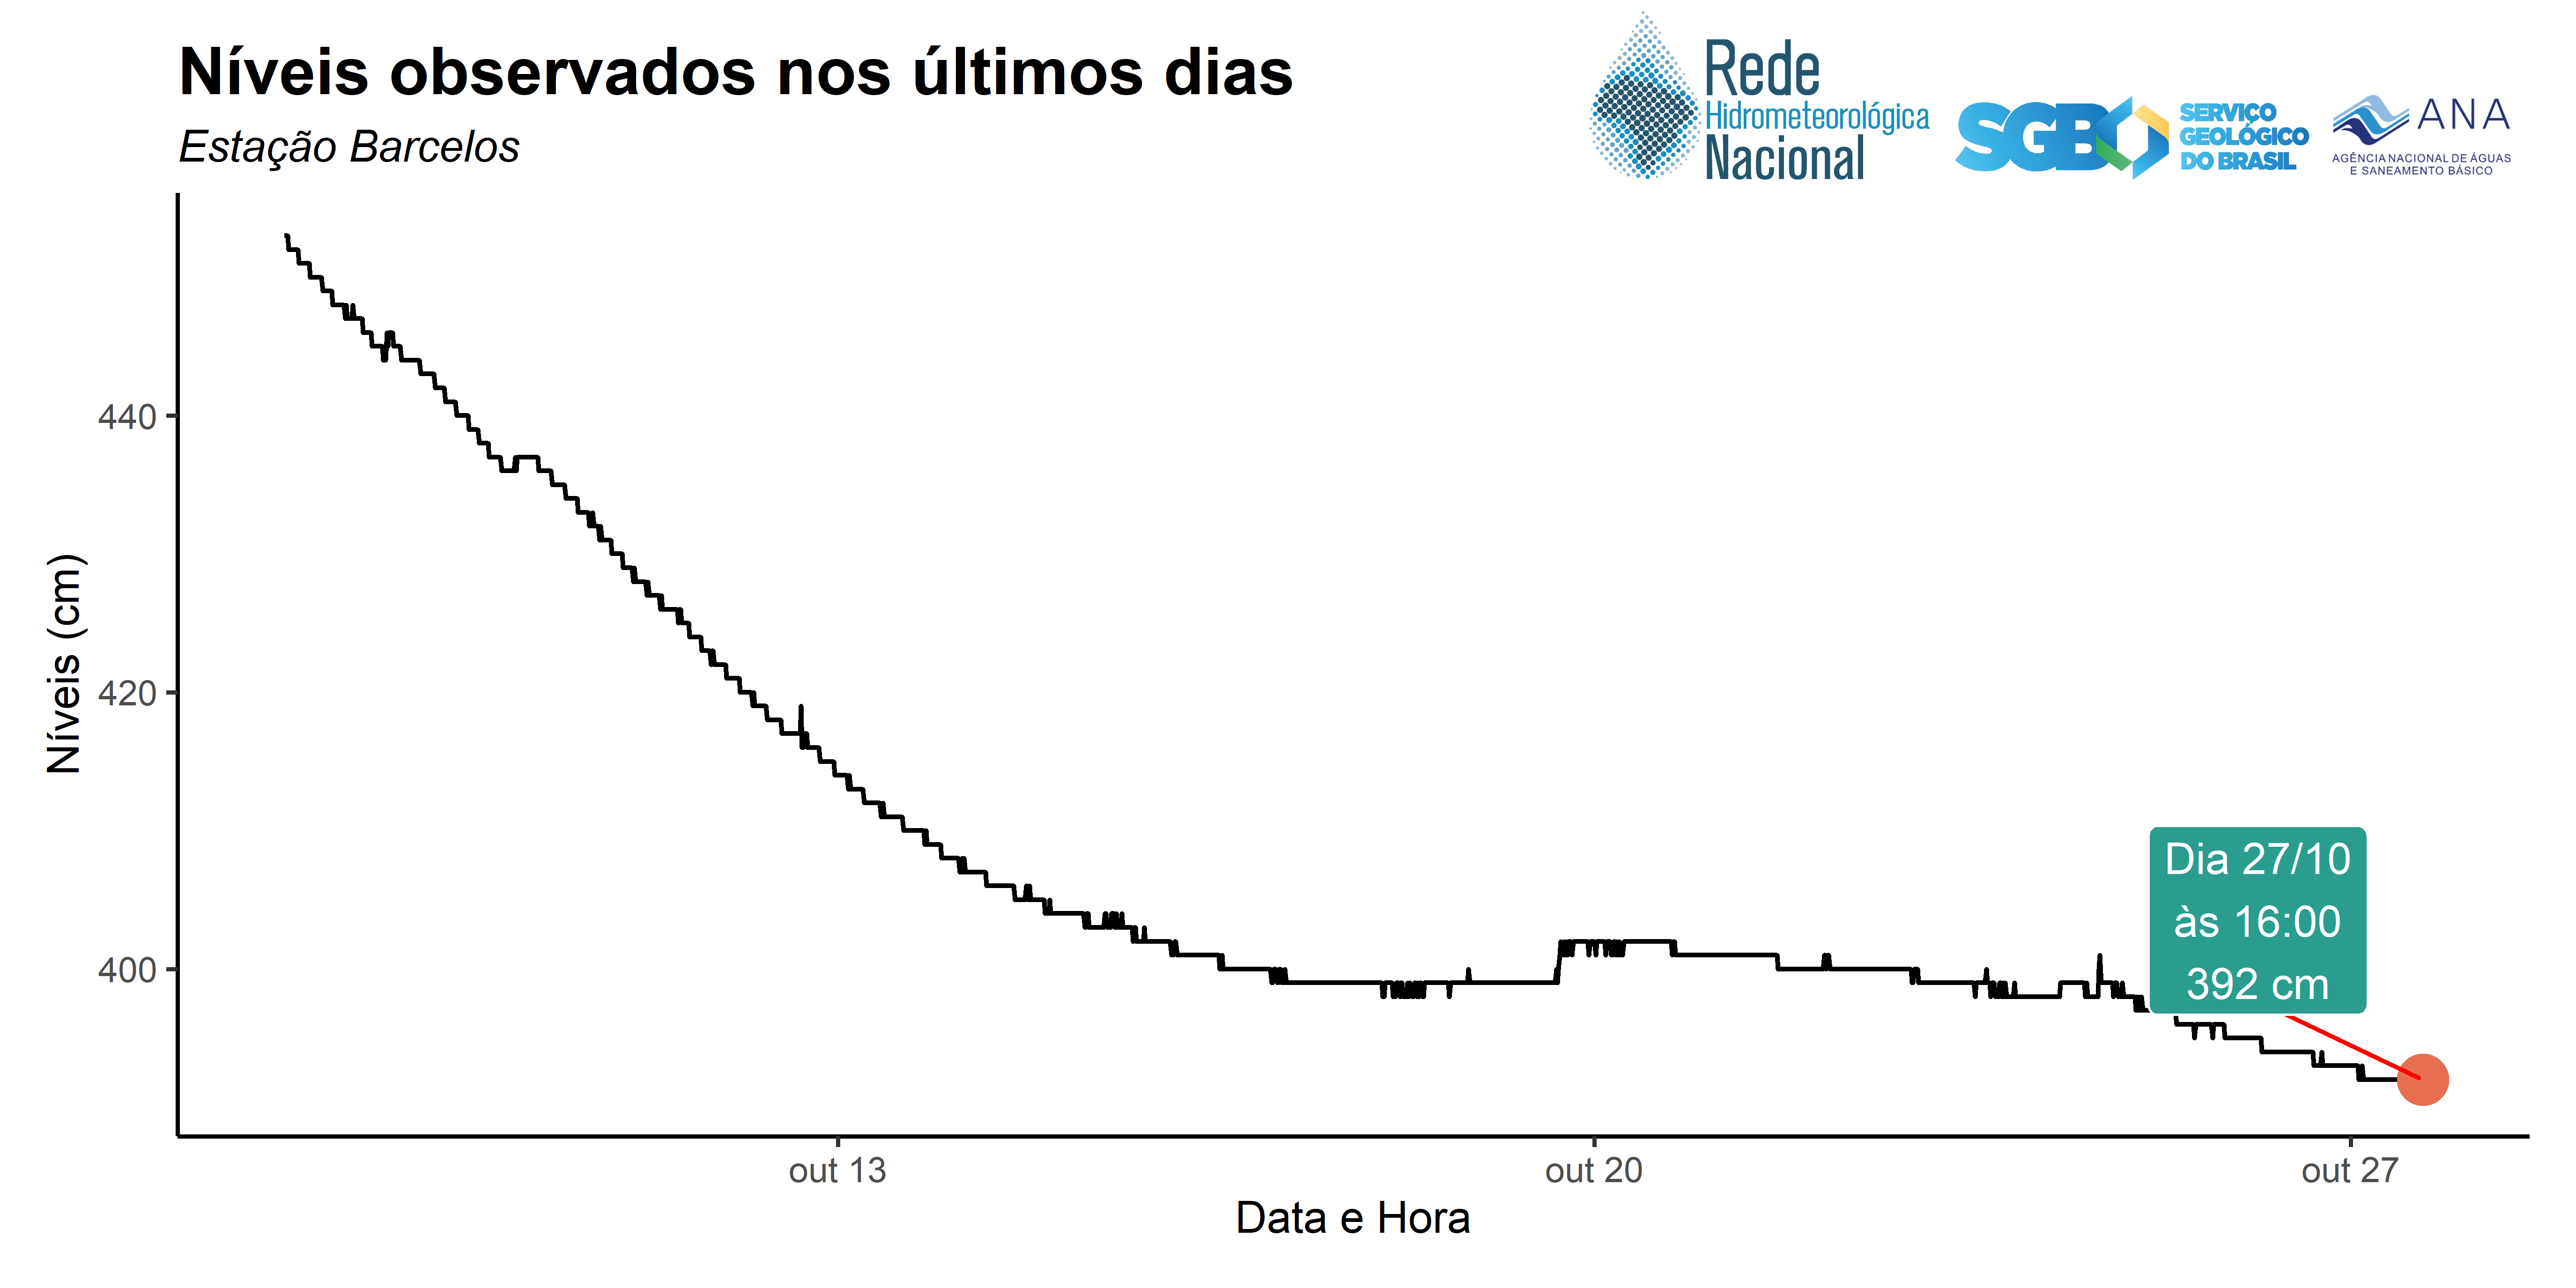 Níveis observados nos últimos dias
Estação Barcelos
Rede
Hidrometeorológica
Nacional
SGB
SERVIÇO
GEOLÓGICO
DO BRASIL
ANA
AGÊNCIA NACIONAL DE ÁGUAS
E SANEAMENTO BÁSICO
Níveis (cm)
440
420
400
Dia 27/10
às 16:00
392 cm
out 13
out 20
out 27
Data e Hora